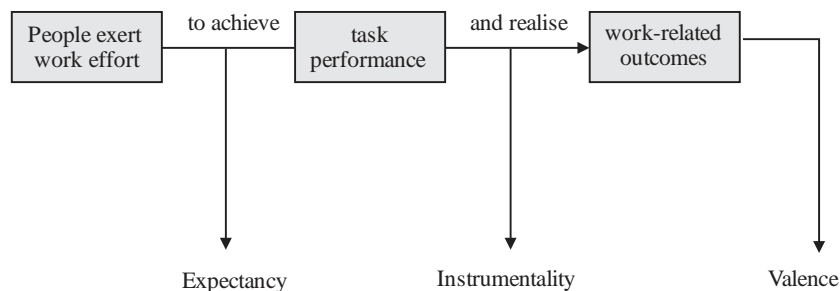 People exert
work effort
to achieve
task
performance
and realise
work-related
outcomes
Expectancy
Instrumentality
Valence